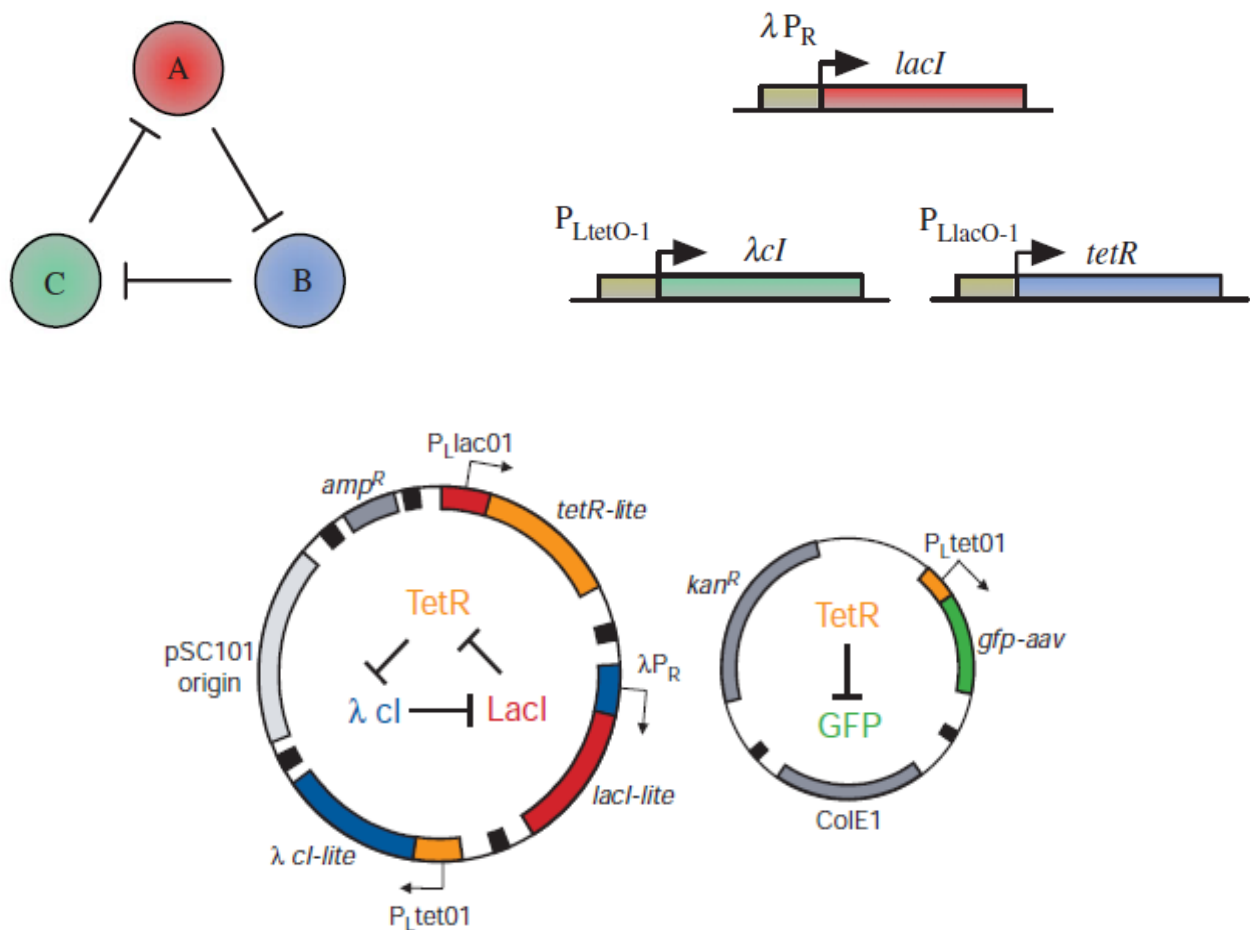 A
C
B
λ PR
lacI
PLtetO-1
λcI
PLlacO-1
tetR
PLlac01
ampR
tetR-lite
TetR
pSC101
origin
λ cI
LacI
λPR
lacI-lite
λ cI-lite
PLtet01
PLtet01
kanR
TetR
gfp-aav
GFP
ColE1